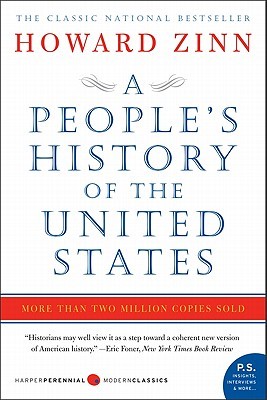 THE CLASSIC NATIONAL BESTSELLER
HOWARD ZINN
A
PEOPLE'S
HISTORY
OF THE
UNITED
STATES
MORE THAN TWO MILLION COPIES SOLD
"Historians may well view it as a step toward a coherent new version
of American history."—Eric Foner, New York Times Book Review
P.S.
INSIGHTS,
INTERVIEWS
& MORE...
HARPERPERENNIAL MODERNCLASSICS